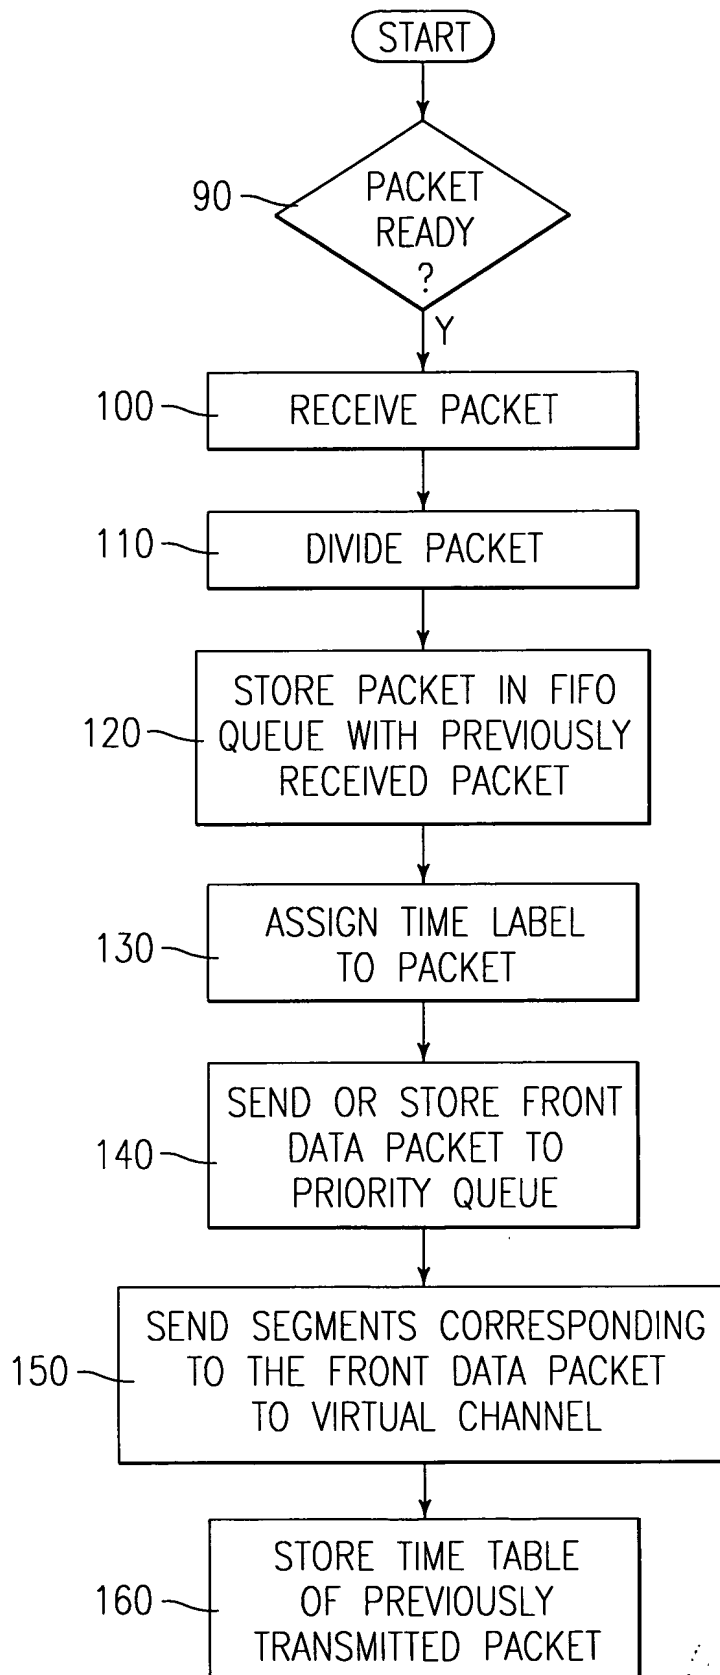 START
90
PACKET
READY
?
Y
100
RECEIVE PACKET
110
DIVIDE PACKET
120
STORE PACKET IN FIFO
QUEUE WITH PREVIOUSLY
RECEIVED PACKET
130
ASSIGN TIME LABEL
TO PACKET
140
SEND OR STORE FRONT
DATA PACKET TO
PRIORITY QUEUE
150
SEND SEGMENTS CORRESPONDING
TO THE FRONT DATA PACKET
TO VIRTUAL CHANNEL
160
STORE TIME TABLE
OF PREVIOUSLY
TRANSMITTED PACKET